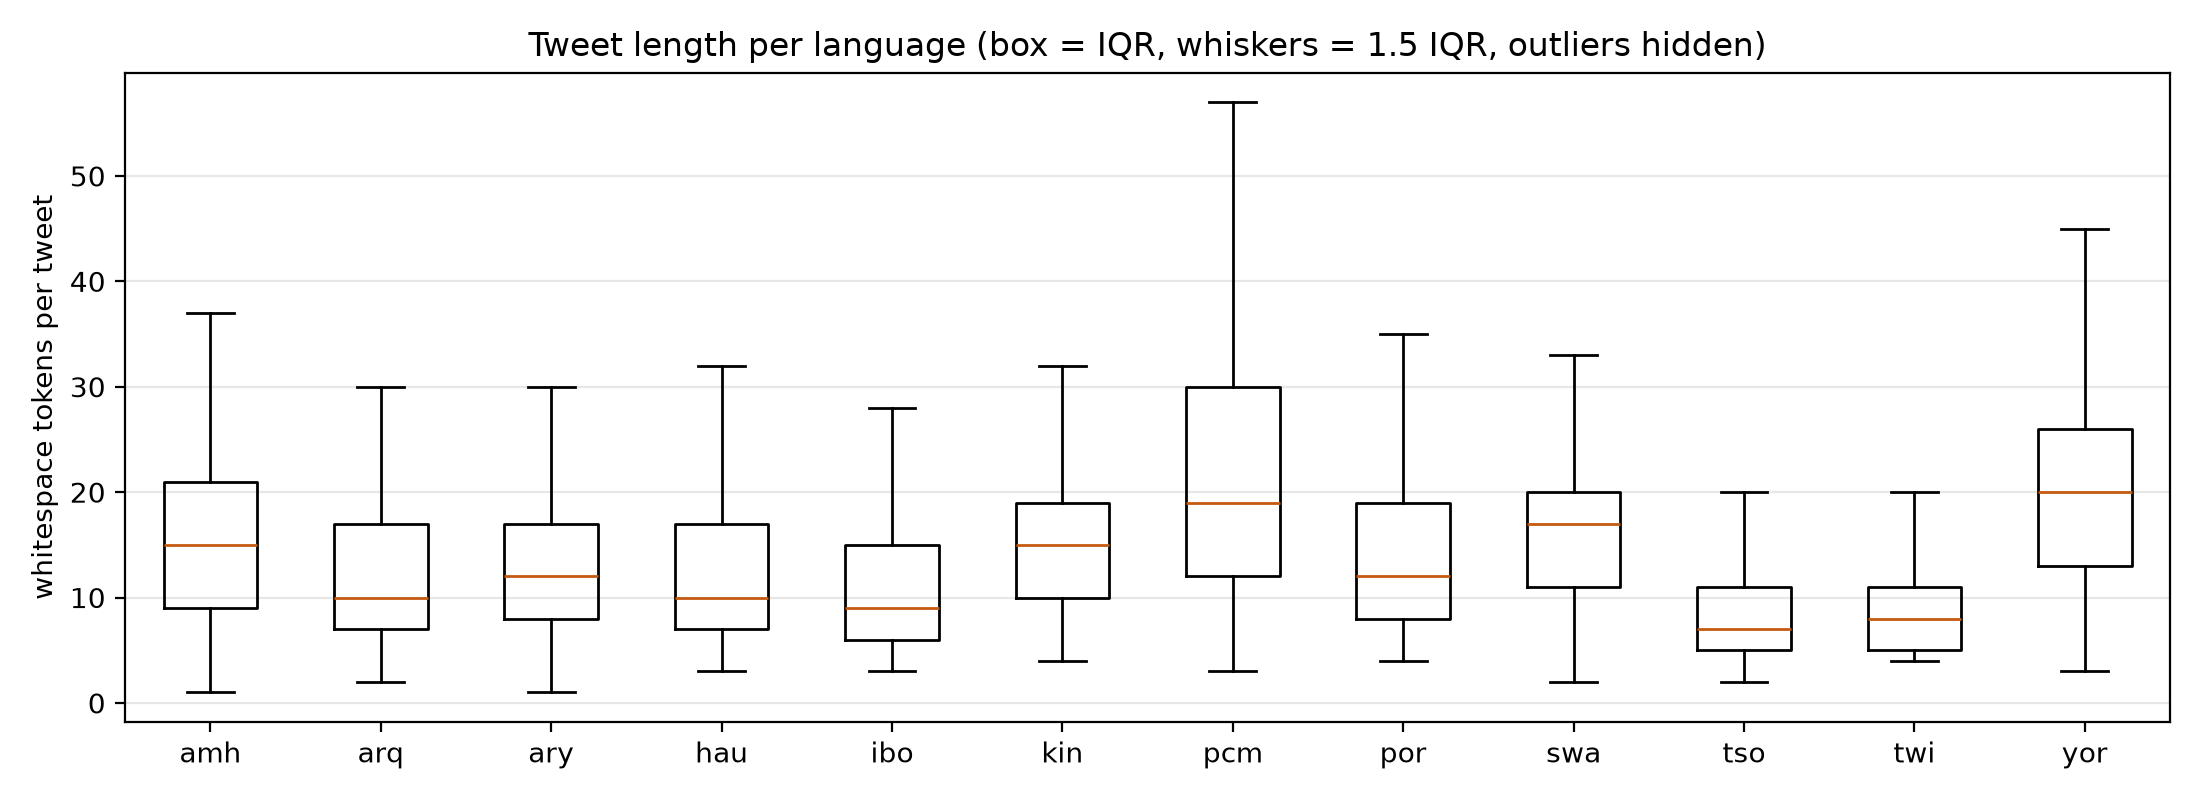 Tweet length per language (box = IQR, whiskers = 1.5 IQR, outliers hidden)
whitespace tokens per tweet
50
40
30
20
10
0
amh arq ary hau ibo kin pcm por swa tso twi yor